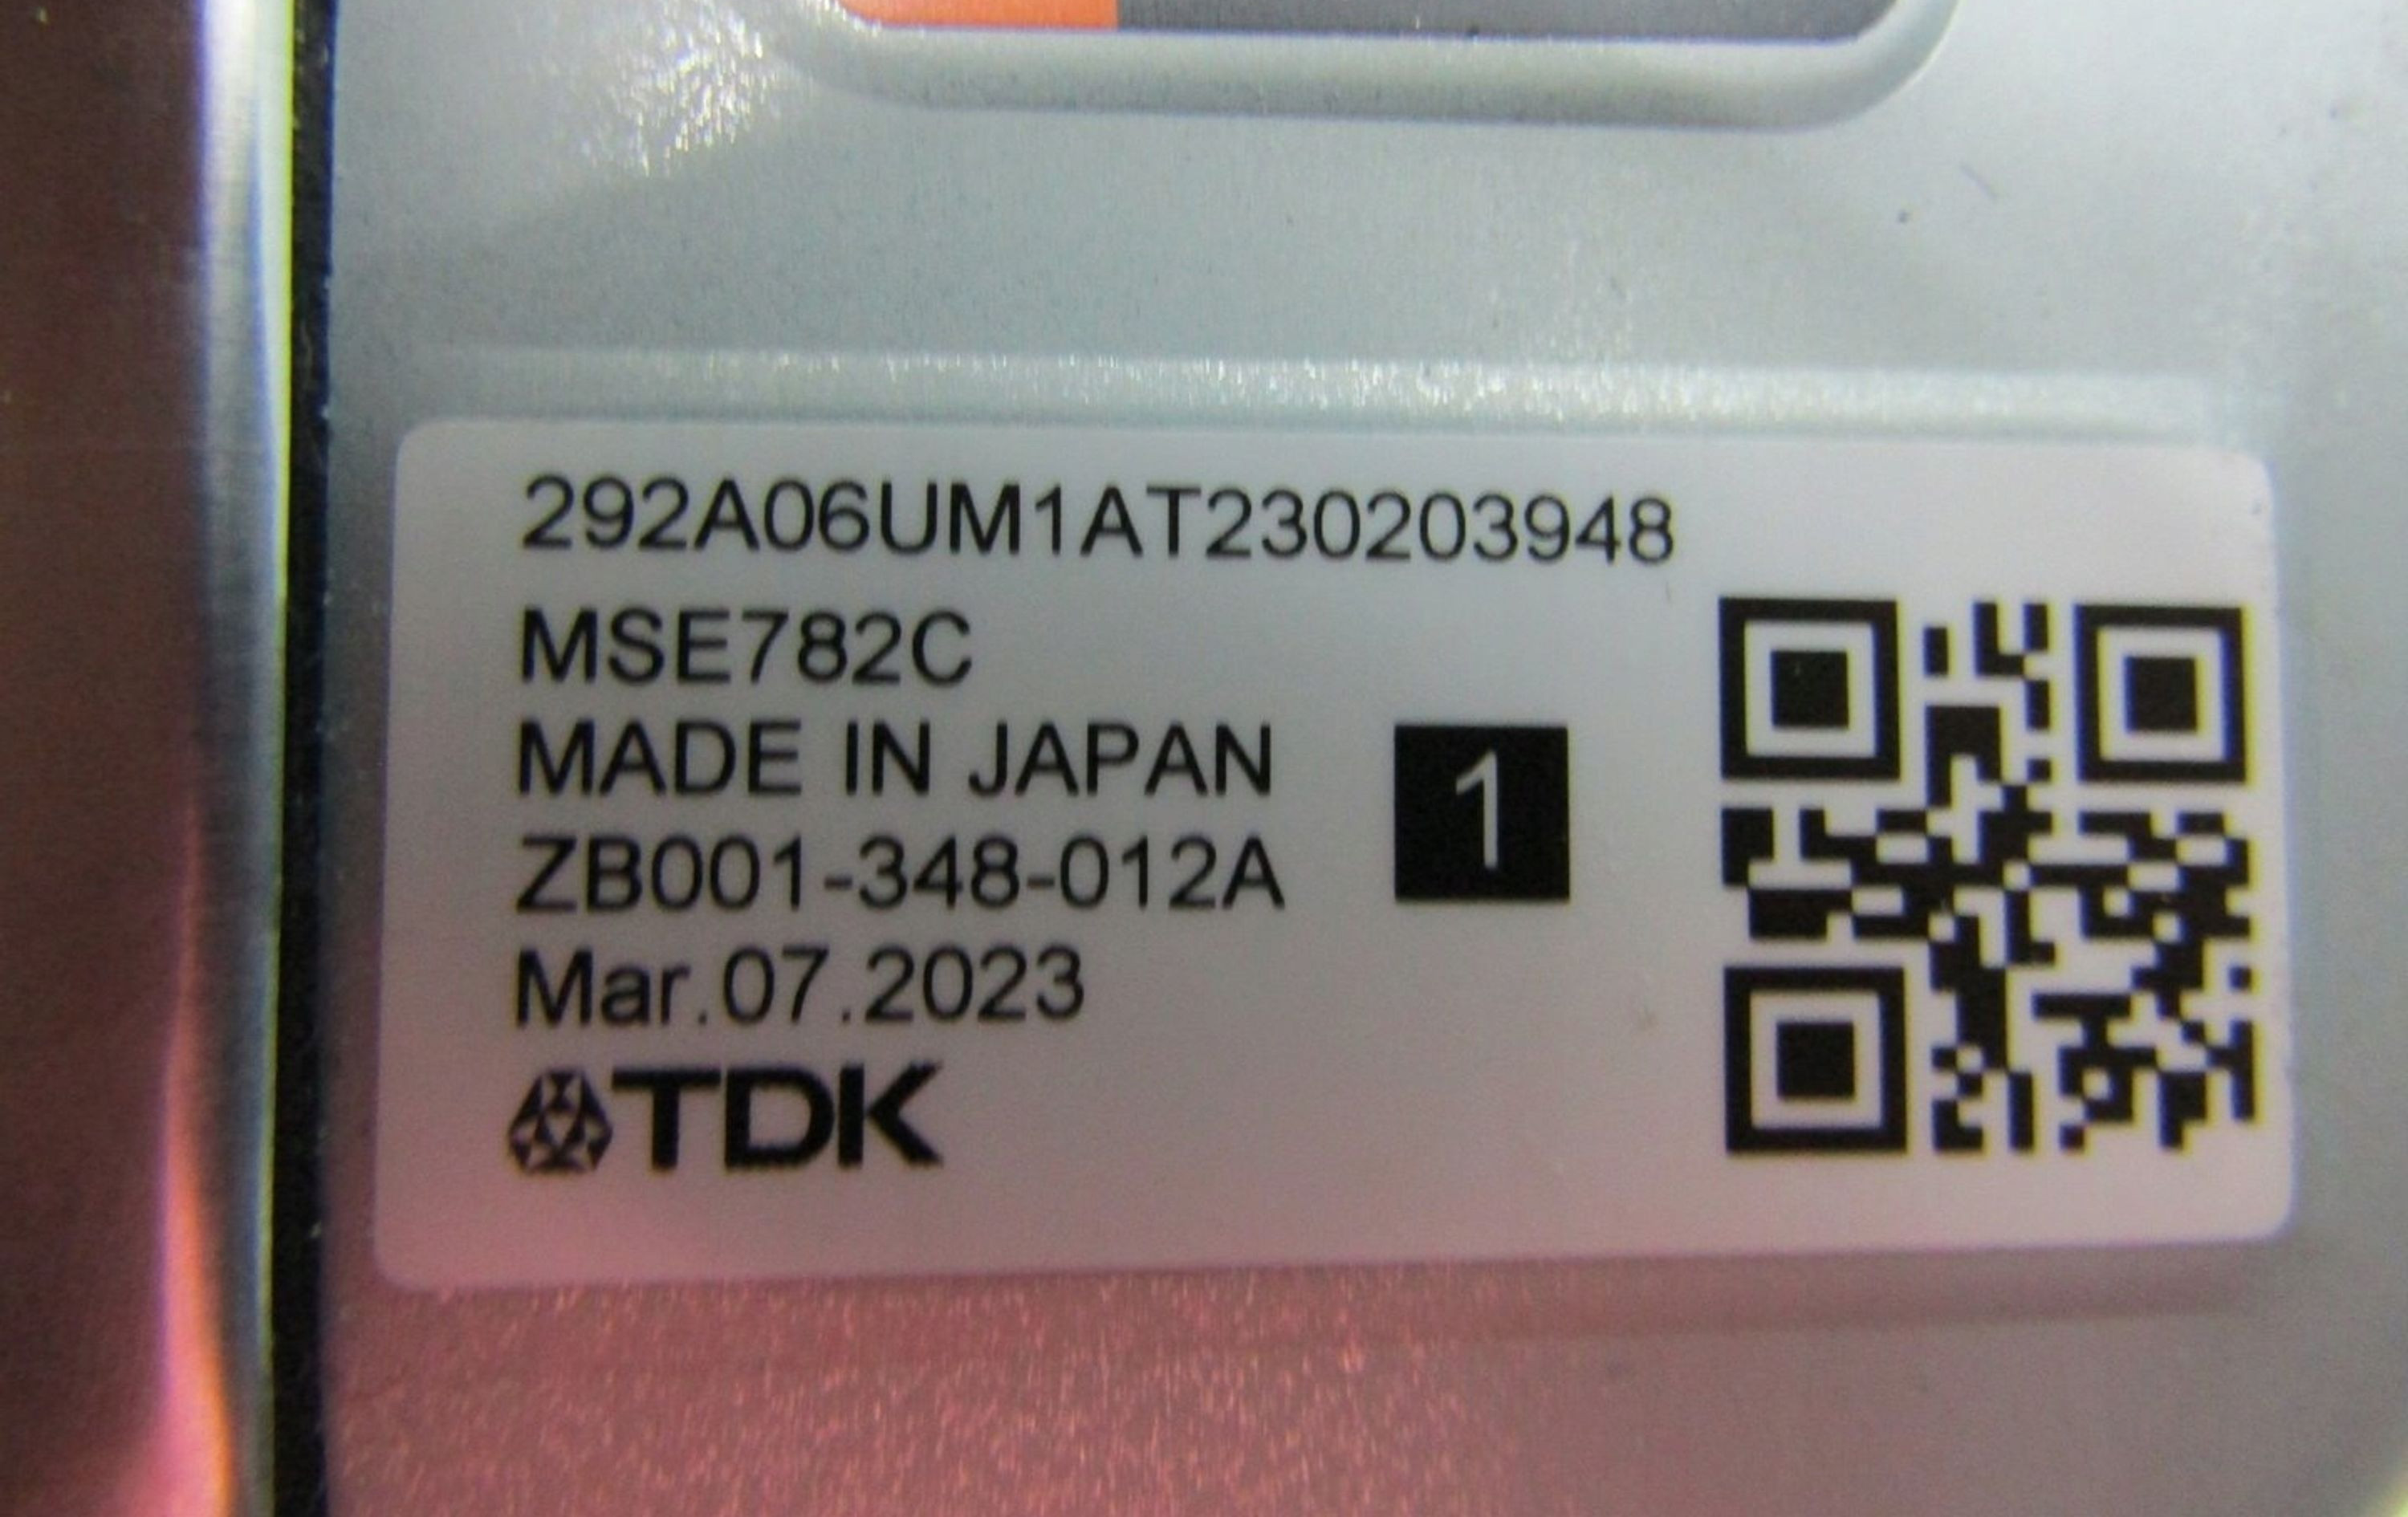 292A06UM1AT230203948
MSE782C
MADE IN JAPAN
1
ZB001-348-012A
Mar.07.2023
TDK